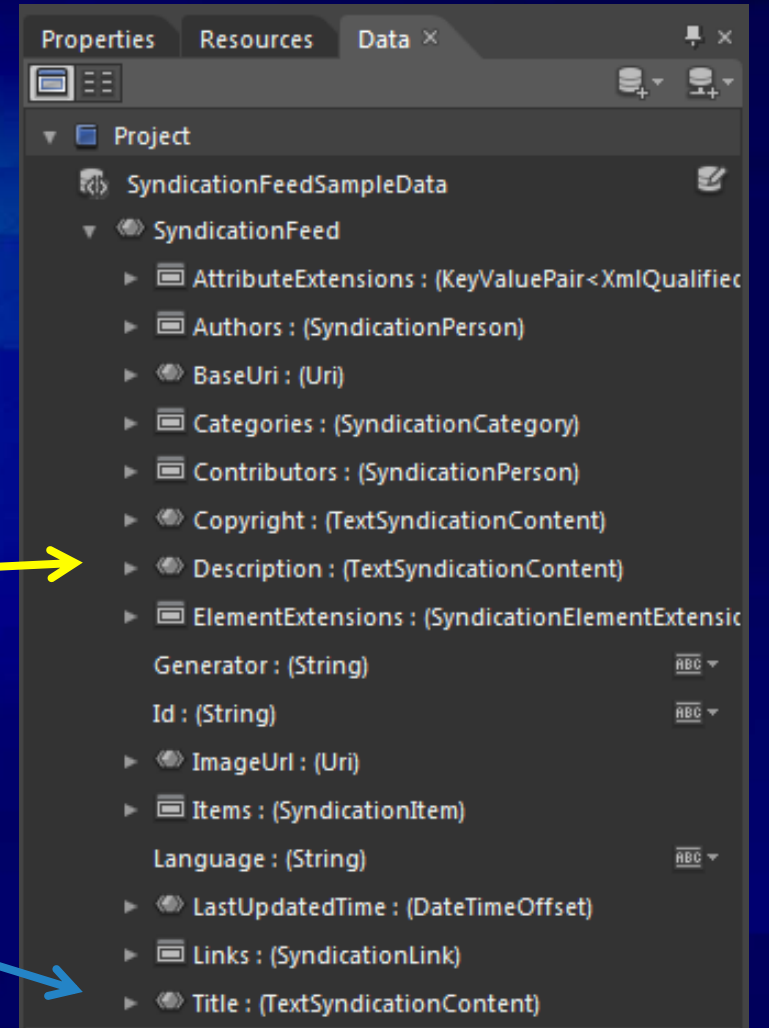 Properties Resources Data
Project
SyndicationFeedSampleData
SyndicationFeed
AttributeExtensions : (KeyValuePair<XmlQualified
Authors : (SyndicationPerson)
BaseUri : (Uri)
Categories : (SyndicationCategory)
Contributors : (SyndicationPerson)
Copyright : (TextSyndicationContent)
Description : (TextSyndicationContent)
ElementExtensions : (SyndicationElementExtensio
Generator : (String) ABC
Id : (String) ABC
ImageUrl : (Uri)
Items : (SyndicationItem)
Language : (String) ABC
LastUpdatedTime : (DateTimeOffset)
Links : (SyndicationLink)
Title : (TextSyndicationContent)